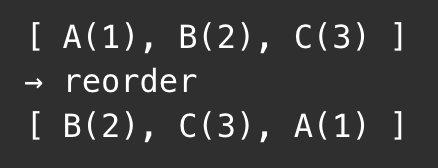 [ A(1), B(2), C(3) ]
→ reorder
[ B(2), C(3), A(1) ]